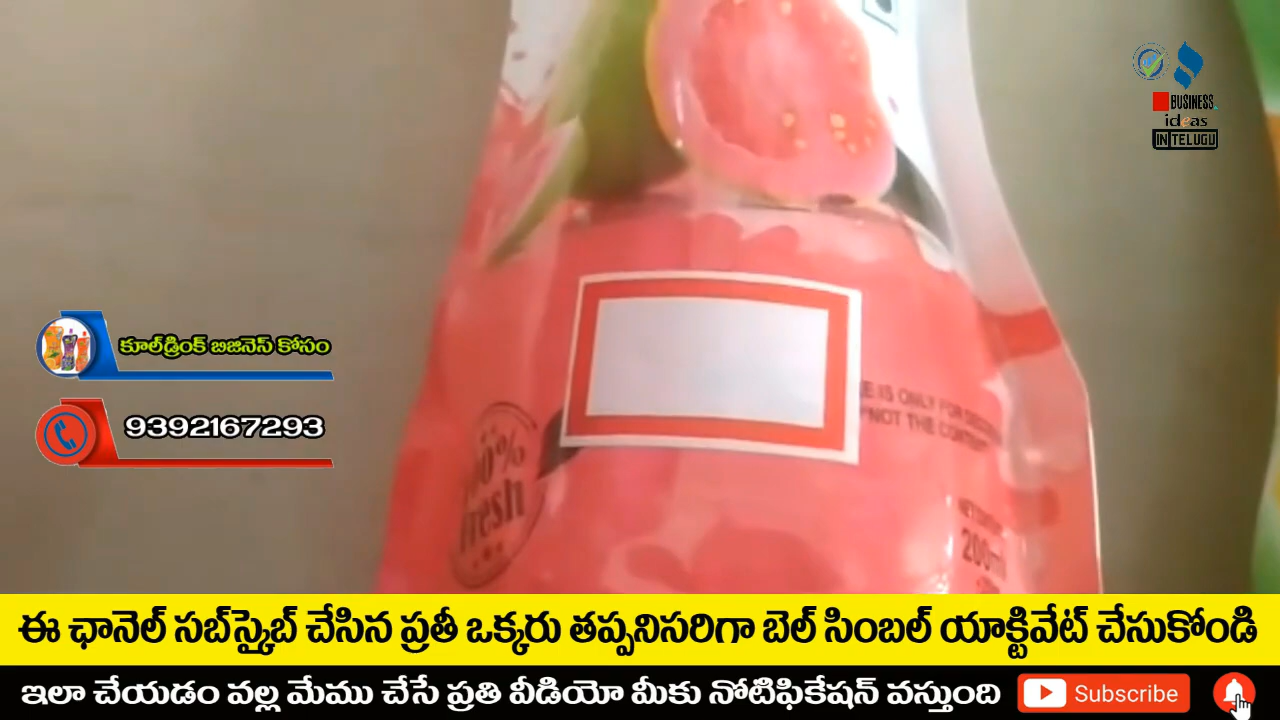 BUSINESS
ideas
IN TELUGU
కూల్‌డ్రింక్ బిజినెస్ కోసం
9392167293
E IS ONLY FOR
NOT THE
Fresh
200ml
ఈ ఛానెల్ సబ్‌స్క్రైబ్ చేసిన ప్రతీ ఒక్కరు తప్పనిసరిగా బెల్ సింబల్ యాక్టివేట్ చేసుకోండి
ఇలా చేయడం వల్ల మేము చేసే ప్రతి వీడియో మీకు నోటిఫికేషన్ వస్తుంది
Subscribe